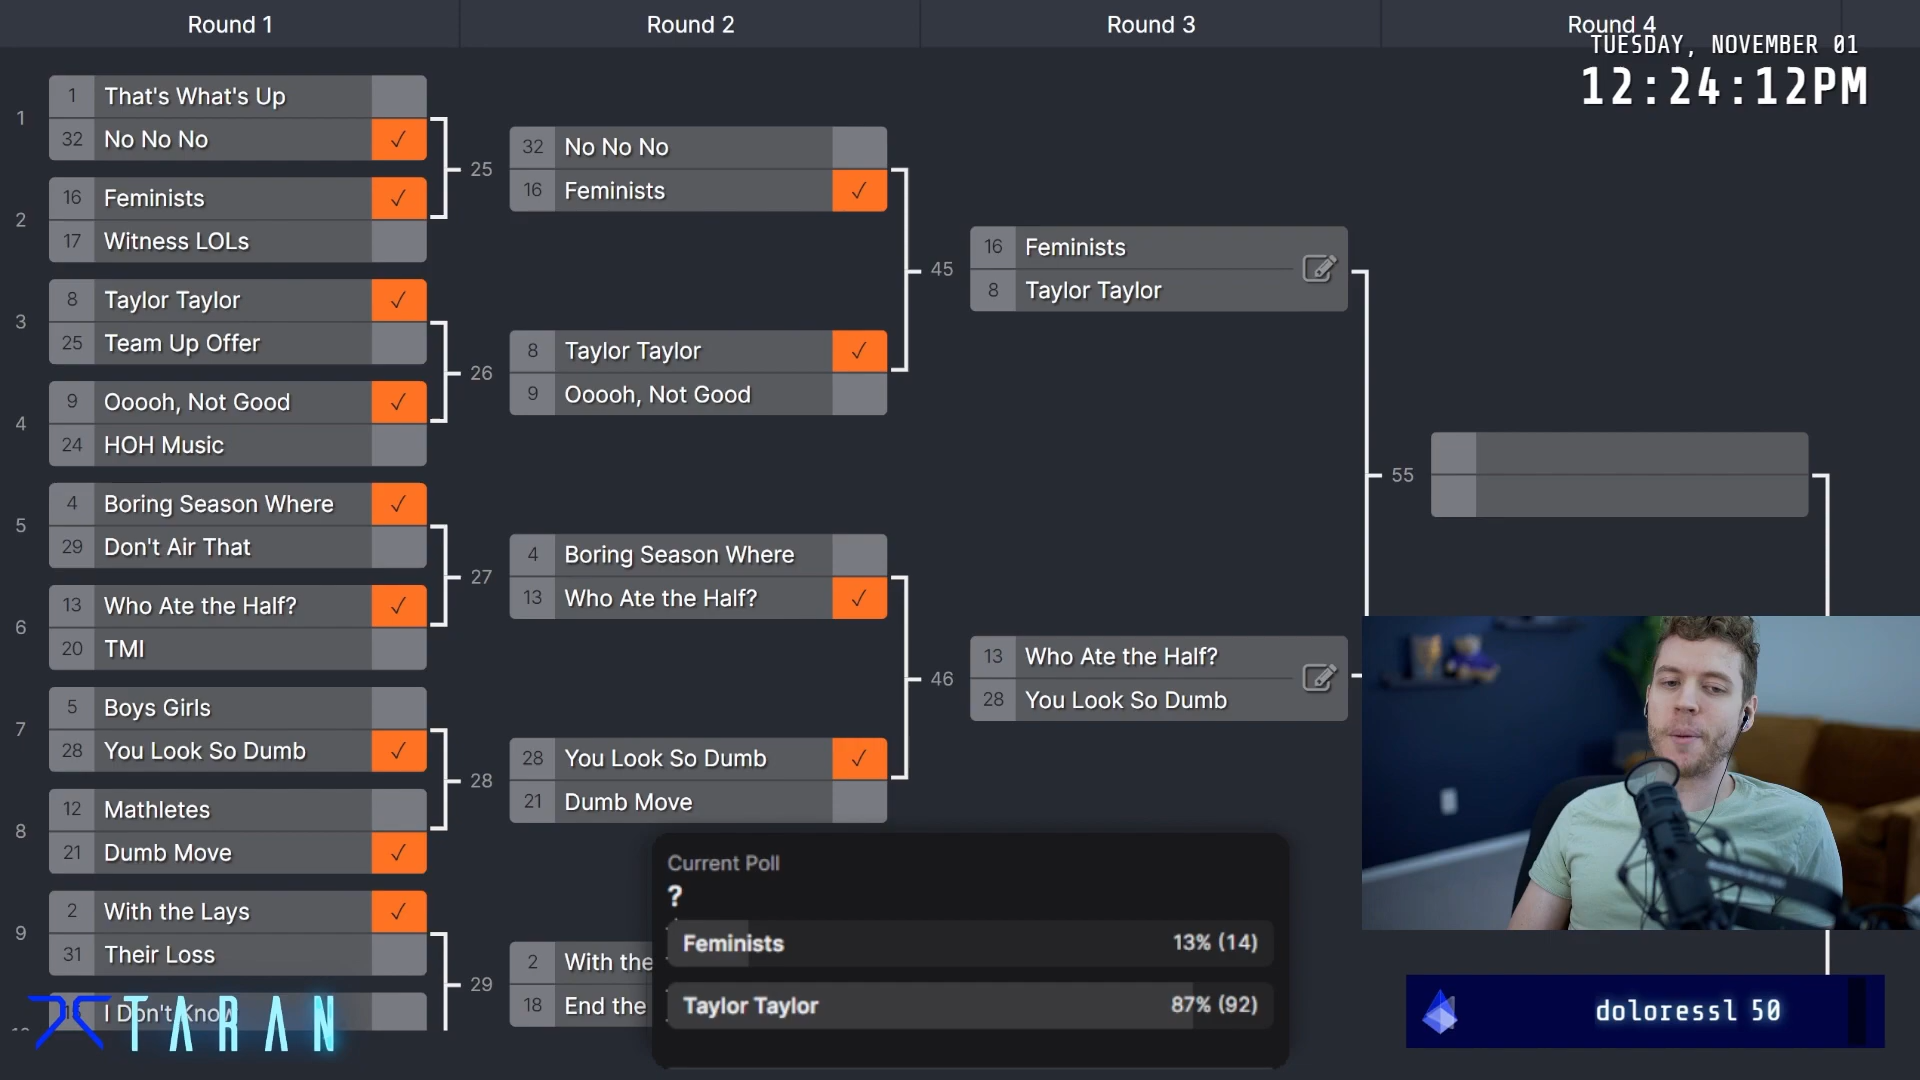 Round 1
Round 2
Round 3
Round 4
TUESDAY, NOVEMBER 01
12:24:12PM
1
1 That's What's Up
32 No No No ✓
2
16 Feminists ✓
17 Witness LOLs
3
8 Taylor Taylor ✓
25 Team Up Offer
4
9 Ooooh, Not Good ✓
24 HOH Music
5
4 Boring Season Where ✓
29 Don't Air That
6
13 Who Ate the Half? ✓
20 TMI
7
5 Boys Girls
28 You Look So Dumb ✓
8
12 Mathletes
21 Dumb Move ✓
9
2 With the Lays ✓
31 Their Loss
I Don't Know
TARAN
25
32 No No No
16 Feminists ✓
26
8 Taylor Taylor ✓
9 Ooooh, Not Good
27
4 Boring Season Where
13 Who Ate the Half? ✓
28
28 You Look So Dumb ✓
21 Dumb Move
29
2 With the
18 End the
45
16 Feminists
8 Taylor Taylor
46
13 Who Ate the Half?
28 You Look So Dumb
55
Current Poll
?
Feminists 13% (14)
Taylor Taylor 87% (92)
doloressl 50